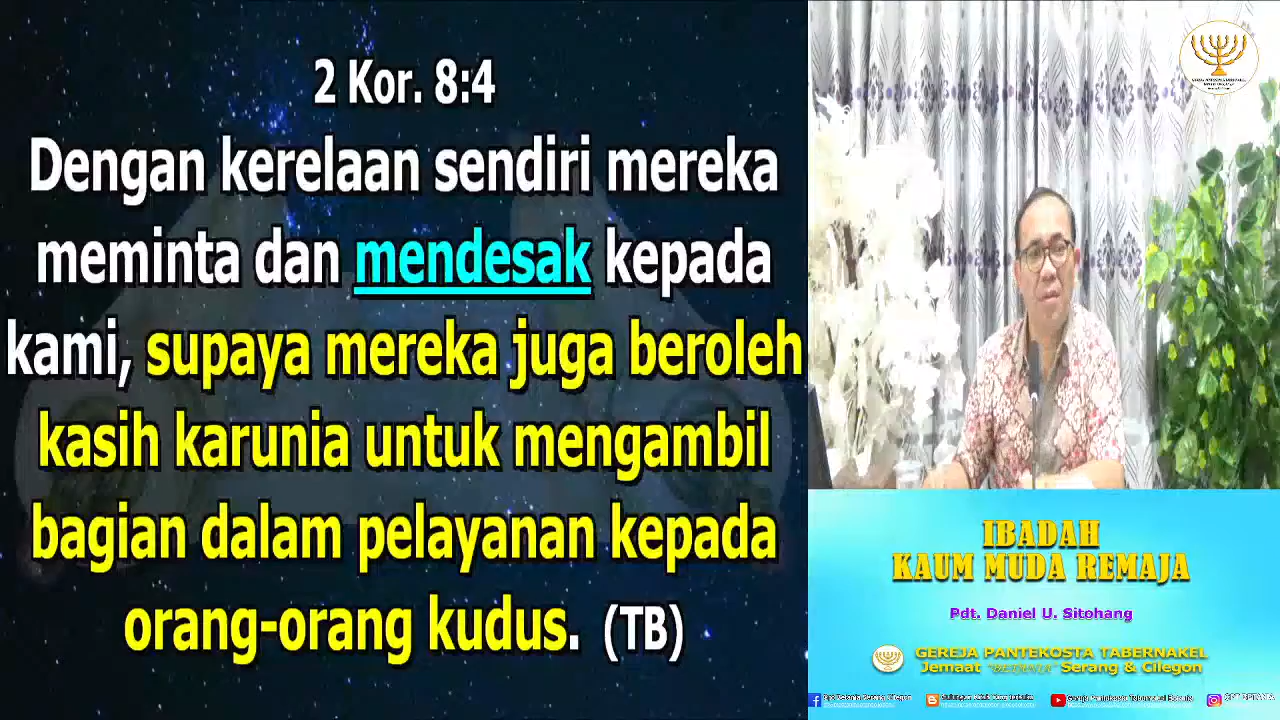 2 Kor. 8:4
Dengan kerelaan sendiri mereka
meminta dan mendesak kepada
kami, supaya mereka juga beroleh
kasih karunia untuk mengambil
bagian dalam pelayanan kepada
orang-orang kudus. (TB)
IBADAH
KAUM MUDA REMAJA
Pdt. Daniel U. Sitohang
GEREJA PANTEKOSTA TABERNAKEL
Jemaat "BETANIA" Serang & Cilegon